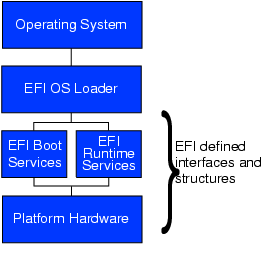 Operating System
EFI OS Loader
EFI Boot
Services
EFI
Runtime
Services
EFI defined
interfaces and
structures
Platform Hardware